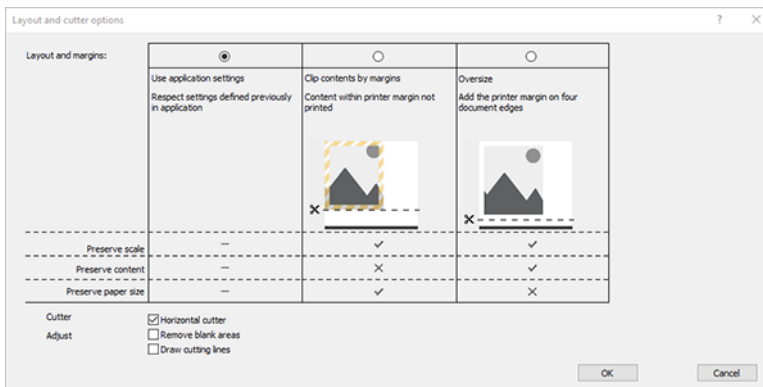 Layout and cutter options
?
Layout and margins:
Use application settings
Respect settings defined previously
in application
Clip contents by margins
Content within printer margin not
printed
Oversize
Add the printer margin on four
document edges
Preserve scale
Preserve content
Preserve paper size
Cutter
Horizontal cutter
Adjust
Remove blank areas
Draw cutting lines
OK
Cancel